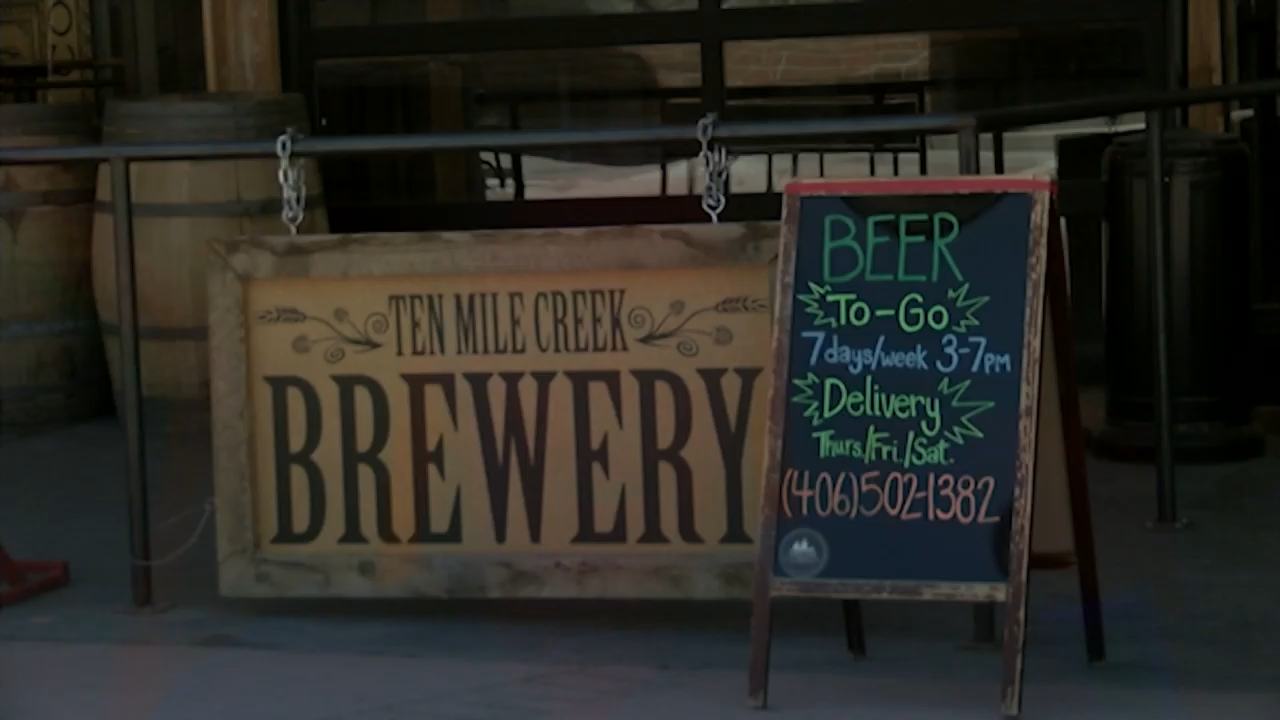 TEN MILE CREEK
BREWERY
BEER
To-Go
7days/week 3-7PM
Delivery
Thurs./Fri./Sat.
(406)502-1382